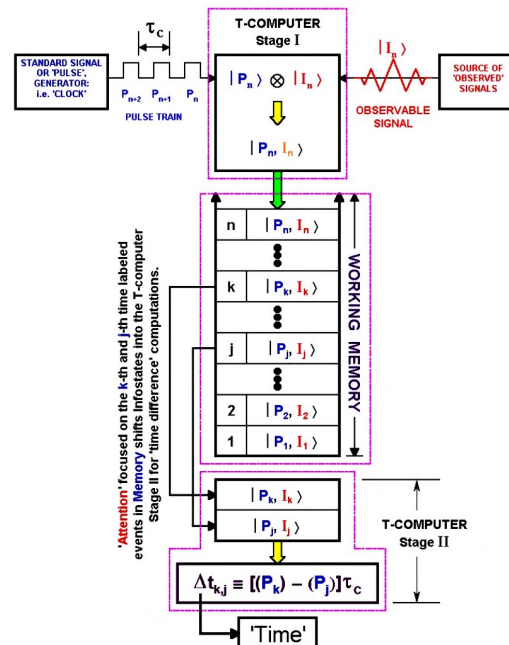 T-COMPUTER
Stage I
STANDARD SIGNAL
OR 'PULSE',
GENERATOR:
i.e. 'CLOCK'
τC
Pn+2 Pn+1 Pn
PULSE TRAIN
| Pn ⟩ ⊗ | In ⟩
| Pn, In ⟩
| In ⟩
OBSERVABLE
SIGNAL
SOURCE OF
'OBSERVED'
SIGNALS
n | Pn, In ⟩
k | Pk, Ik ⟩
j | Pj, Ij ⟩
2 | P2, I2 ⟩
1 | P1, I1 ⟩
WORKING MEMORY
'Attention' focused on the k-th and j-th time labeled
events in Memory shifts Infostates into the T-computer
Stage II for 'time difference' computations.
| Pk, Ik ⟩
| Pj, Ij ⟩
T-COMPUTER
Stage II
Δtk,j ≡ [(Pk) − (Pj)]τC
'Time'